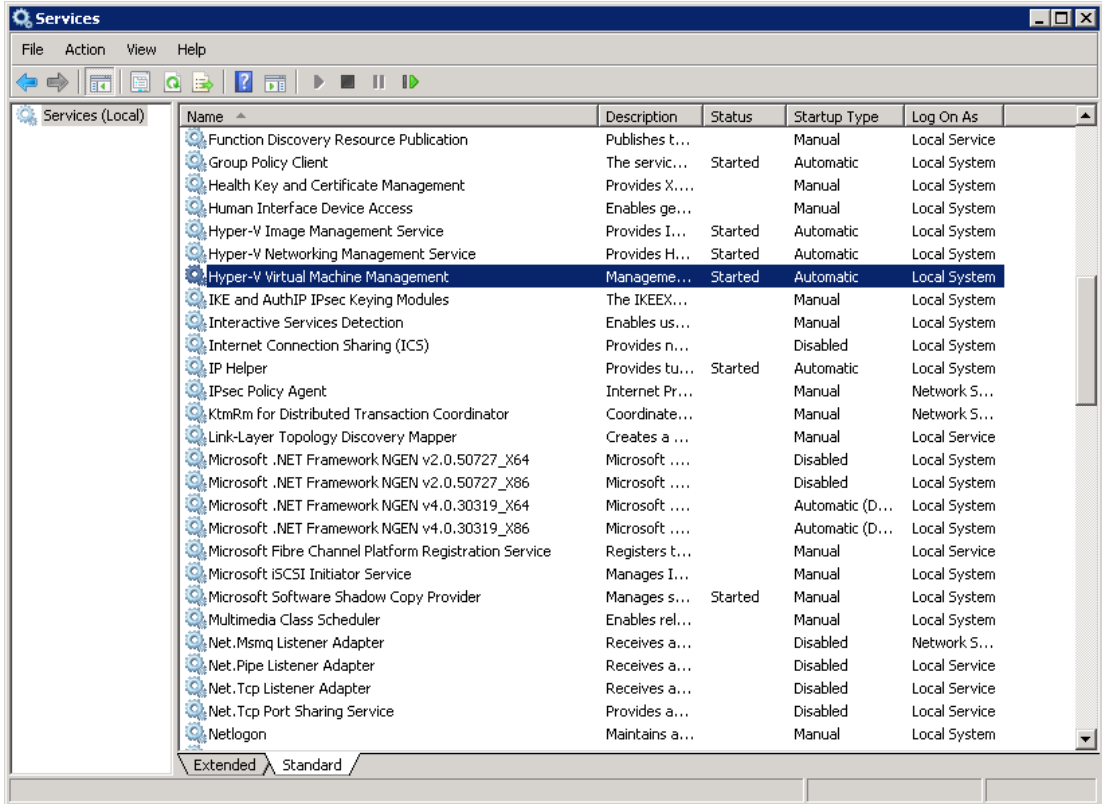 Services
File Action View Help
Services (Local)
Name Description Status Startup Type Log On As
Function Discovery Resource Publication Publishes t... Manual Local Service
Group Policy Client The servic... Started Automatic Local System
Health Key and Certificate Management Provides X.... Manual Local System
Human Interface Device Access Enables ge... Manual Local System
Hyper-V Image Management Service Provides I... Started Automatic Local System
Hyper-V Networking Management Service Provides H... Started Automatic Local System
Hyper-V Virtual Machine Management Manageme... Started Automatic Local System
IKE and AuthIP IPsec Keying Modules The IKEEX... Manual Local System
Interactive Services Detection Enables us... Manual Local System
Internet Connection Sharing (ICS) Provides n... Disabled Local System
IP Helper Provides tu... Started Automatic Local System
IPsec Policy Agent Internet Pr... Manual Network S...
KtmRm for Distributed Transaction Coordinator Coordinate... Manual Network S...
Link-Layer Topology Discovery Mapper Creates a ... Manual Local Service
Microsoft .NET Framework NGEN v2.0.50727_X64 Microsoft .... Disabled Local System
Microsoft .NET Framework NGEN v2.0.50727_X86 Microsoft .... Disabled Local System
Microsoft .NET Framework NGEN v4.0.30319_X64 Microsoft .... Automatic (D... Local System
Microsoft .NET Framework NGEN v4.0.30319_X86 Microsoft .... Automatic (D... Local System
Microsoft Fibre Channel Platform Registration Service Registers t... Manual Local Service
Microsoft iSCSI Initiator Service Manages I... Manual Local System
Microsoft Software Shadow Copy Provider Manages s... Started Manual Local System
Multimedia Class Scheduler Enables rel... Manual Local System
Net.Msmq Listener Adapter Receives a... Disabled Network S...
Net.Pipe Listener Adapter Receives a... Disabled Local Service
Net.Tcp Listener Adapter Receives a... Disabled Local Service
Net.Tcp Port Sharing Service Provides a... Disabled Local Service
Netlogon Maintains a... Manual Local System
Extended Standard